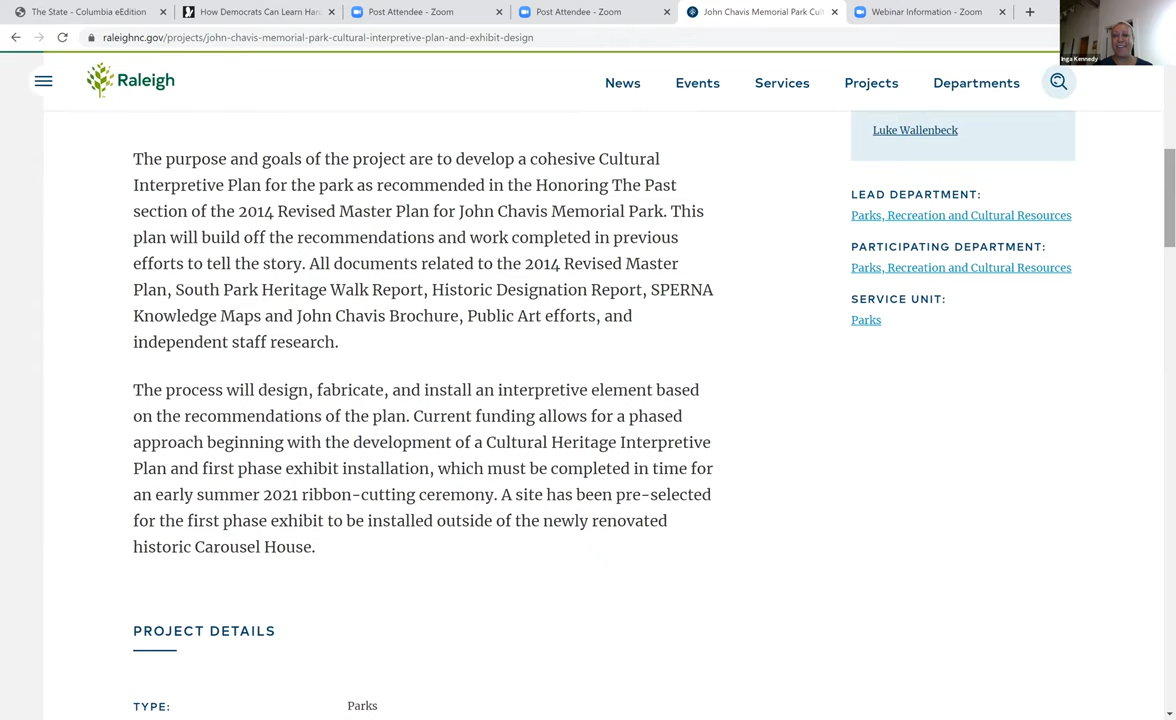 The State - Columbia eEdition
How Democrats Can Learn Har
Post Attendee - Zoom
Post Attendee - Zoom
John Chavis Memorial Park Cult
Webinar Information - Zoom
raleighnc.gov/projects/john-chavis-memorial-park-cultural-interpretive-plan-and-exhibit-design
Inga Kennedy
Raleigh
News
Events
Services
Projects
Departments
The purpose and goals of the project are to develop a cohesive Cultural
Interpretive Plan for the park as recommended in the Honoring The Past
section of the 2014 Revised Master Plan for John Chavis Memorial Park. This
plan will build off the recommendations and work completed in previous
efforts to tell the story. All documents related to the 2014 Revised Master
Plan, South Park Heritage Walk Report, Historic Designation Report, SPERNA
Knowledge Maps and John Chavis Brochure, Public Art efforts, and
independent staff research.
The process will design, fabricate, and install an interpretive element based
on the recommendations of the plan. Current funding allows for a phased
approach beginning with the development of a Cultural Heritage Interpretive
Plan and first phase exhibit installation, which must be completed in time for
an early summer 2021 ribbon-cutting ceremony. A site has been pre-selected
for the first phase exhibit to be installed outside of the newly renovated
historic Carousel House.
PROJECT DETAILS
TYPE:
Parks
Luke Wallenbeck
LEAD DEPARTMENT:
Parks, Recreation and Cultural Resources
PARTICIPATING DEPARTMENT:
Parks, Recreation and Cultural Resources
SERVICE UNIT:
Parks